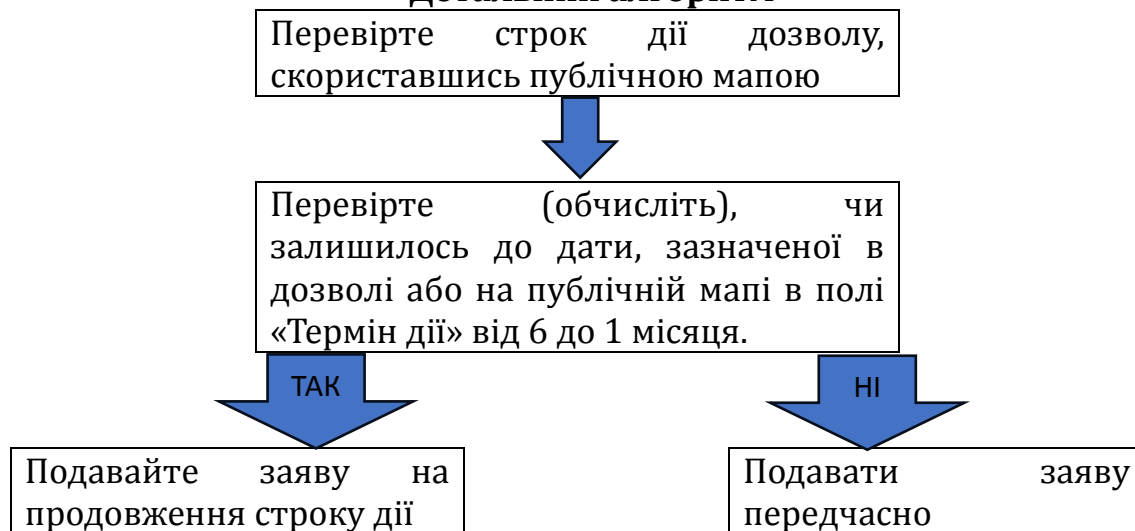 Перевірте строк дії дозволу,
скориставшись публічною мапою
Перевірте (обчисліть), чи
залишилось до дати, зазначеної в
дозволі або на публічній мапі в полі
«Термін дії» від 6 до 1 місяця.
ТАК
НІ
Подавайте заяву на
продовження строку дії
Подавати заяву
передчасно